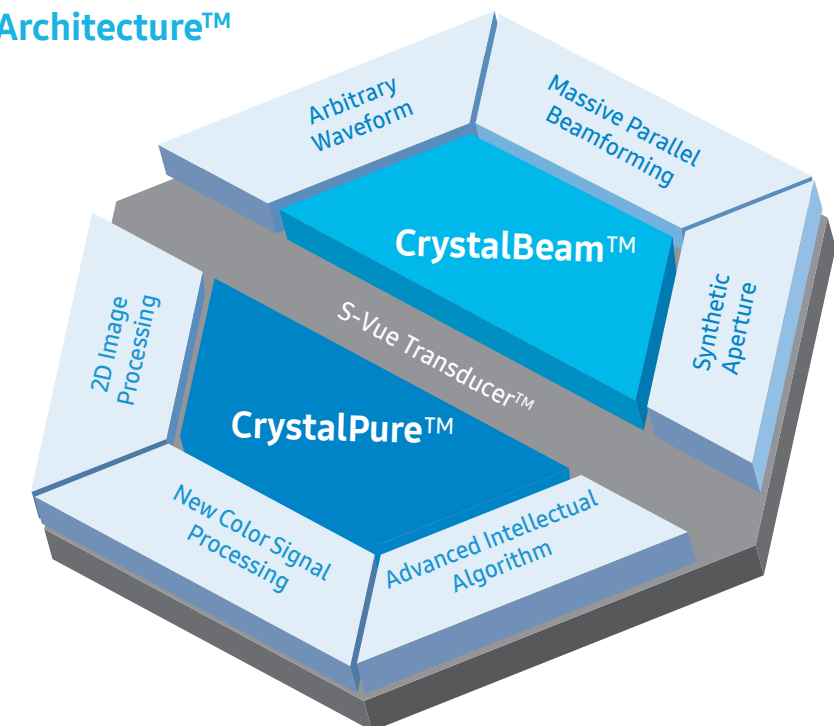 Architecture™
Arbitrary
Waveform
Massive Parallel
Beamforming
CrystalBeam™
Synthetic
Aperture
S-Vue Transducer™
2D Image
Processing
CrystalPure™
New Color Signal
Processing
Advanced Intellectual
Algorithm